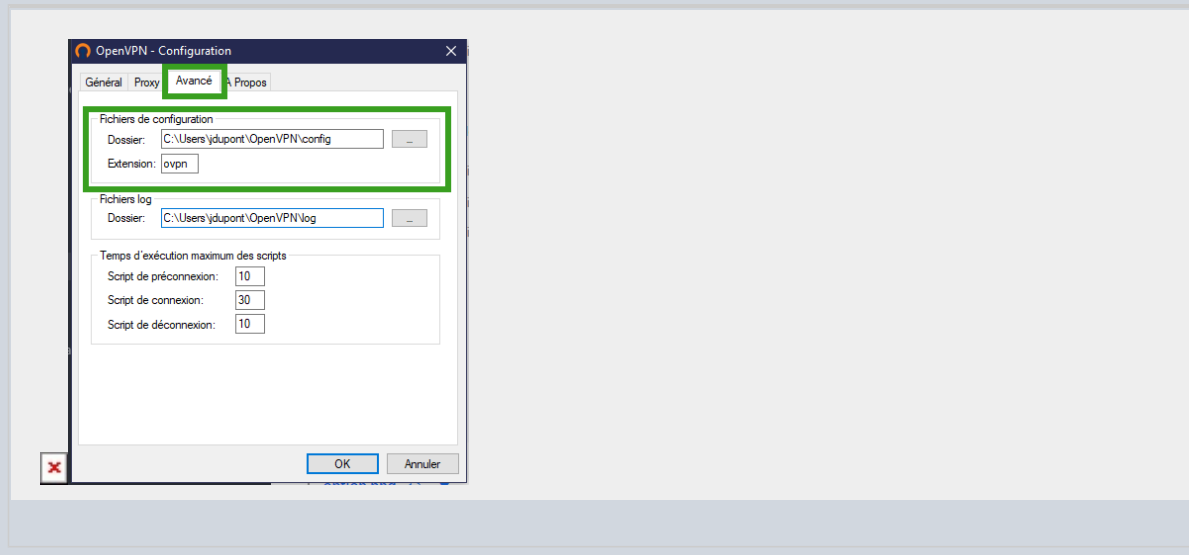 OpenVPN - Configuration
Général Proxy Avancé A Propos
Fichiers de configuration
Dossier: C:\Users\jdupont\OpenVPN\config ...
Extension: ovpn
Fichiers log
Dossier: C:\Users\jdupont\OpenVPN\log ...
Temps d'exécution maximum des scripts
Script de préconnexion: 10
Script de connexion: 30
Script de déconnexion: 10
OK Annuler